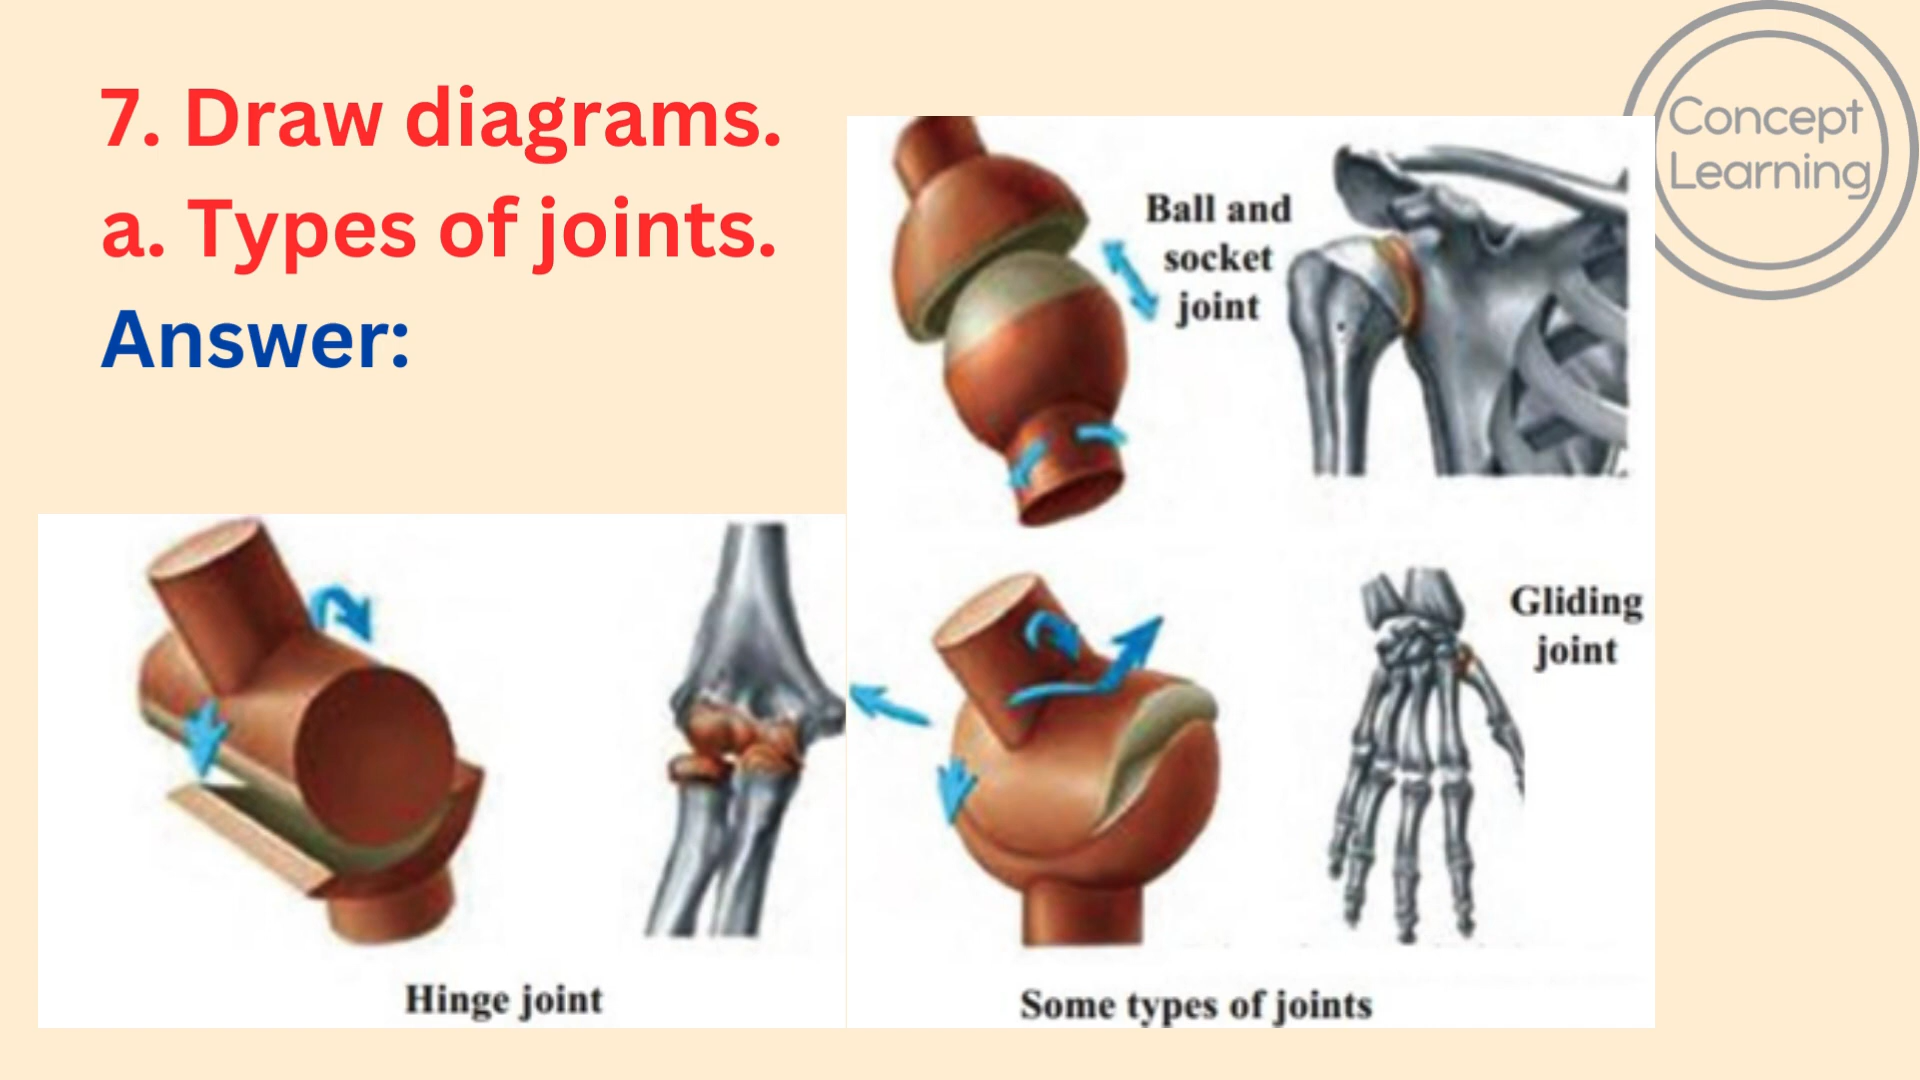 7. Draw diagrams.
a. Types of joints.
Answer:
Concept
Learning
Ball and
socket
joint
Gliding
joint
Hinge joint
Some types of joints